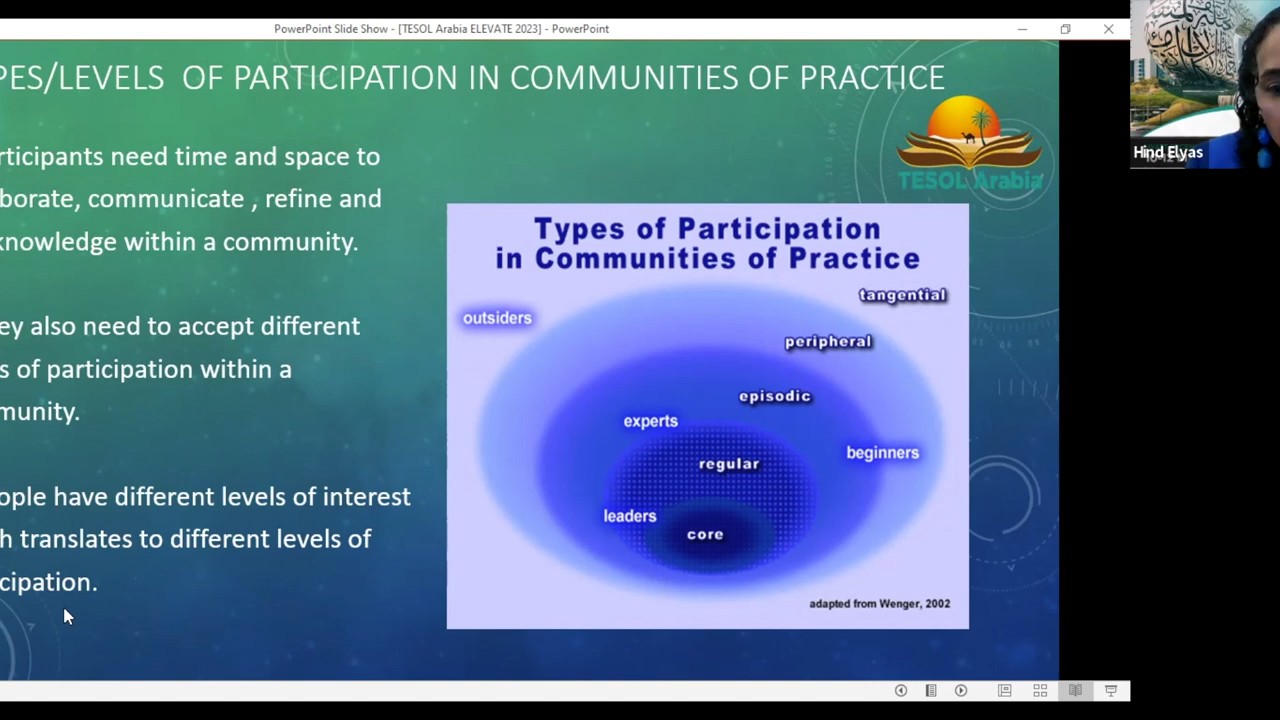 PowerPoint Slide Show - [TESOL Arabia ELEVATE 2023] - PowerPoint
PES/LEVELS OF PARTICIPATION IN COMMUNITIES OF PRACTICE
rticipants need time and space to
borate, communicate , refine and
knowledge within a community.
ey also need to accept different
s of participation within a
munity.
ople have different levels of interest
h translates to different levels of
cipation.
TESOL Arabia
Types of Participation
in Communities of Practice
tangential
outsiders
peripheral
episodic
experts
beginners
regular
leaders
core
adapted from Wenger, 2002
Hind Elyas